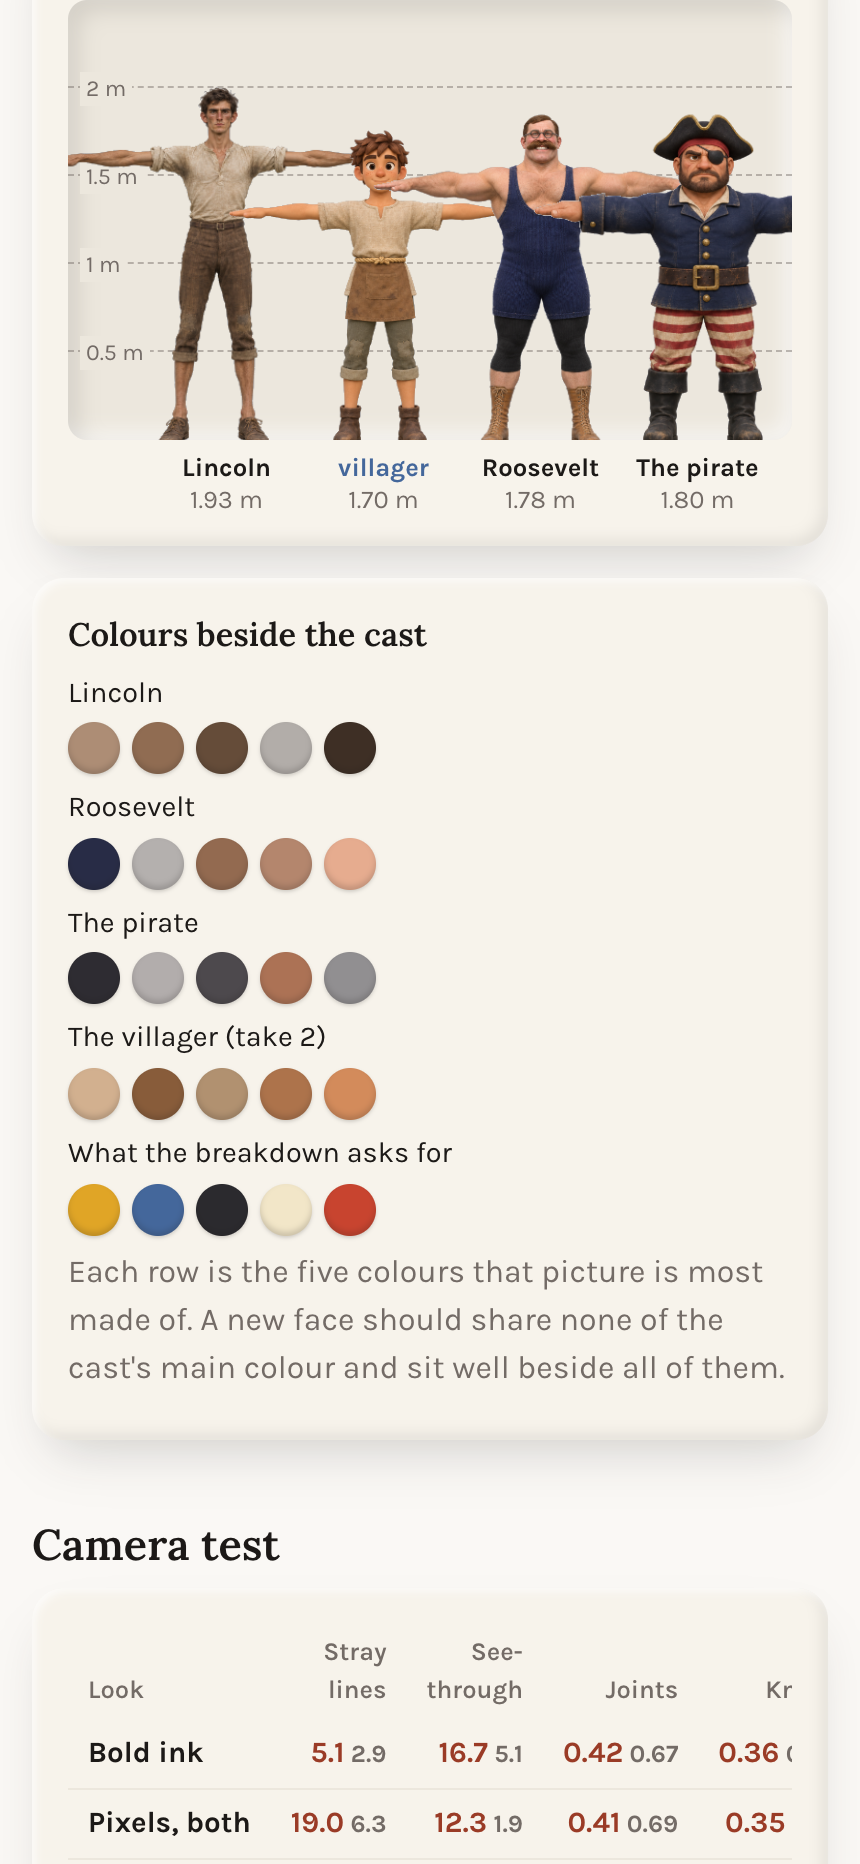 2 m
1.5 m
1 m
0.5 m
Lincoln villager Roosevelt The pirate
1.93 m 1.70 m 1.78 m 1.80 m
Colours beside the cast
Lincoln
Roosevelt
The pirate
The villager (take 2)
What the breakdown asks for
Each row is the five colours that picture is most
made of. A new face should share none of the
cast's main colour and sit well beside all of them.
Camera test
Stray See-
Look lines through Joints
Bold ink 5.1 2.9 16.7 5.1 0.42 0.67 0.36
Pixels, both 19.0 6.3 12.3 1.9 0.41 0.69 0.35